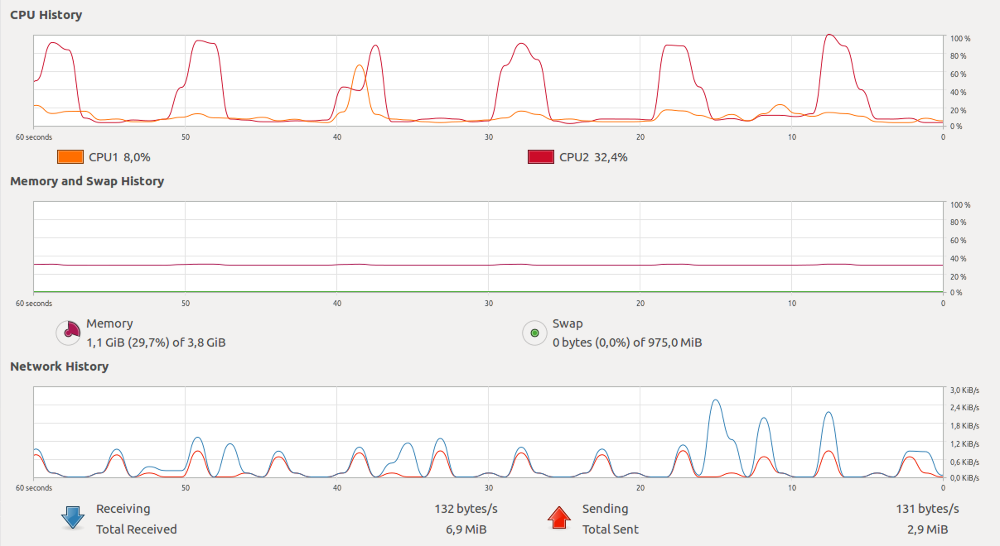 CPU History
100 %
80 %
60 %
40 %
20 %
0 %
60 seconds 50 40 30 20 10 0
CPU1 8,0% CPU2 32,4%
Memory and Swap History
100 %
80 %
60 %
40 %
20 %
0 %
60 seconds 50 40 30 20 10 0
Memory
1,1 GiB (29,7%) of 3,8 GiB
Swap
0 bytes (0,0%) of 975,0 MiB
Network History
3,0 KiB/s
2,4 KiB/s
1,8 KiB/s
1,2 KiB/s
0,6 KiB/s
0,0 KiB/s
60 seconds 50 40 30 20 10 0
Receiving 132 bytes/s
Total Received 6,9 MiB
Sending 131 bytes/s
Total Sent 2,9 MiB